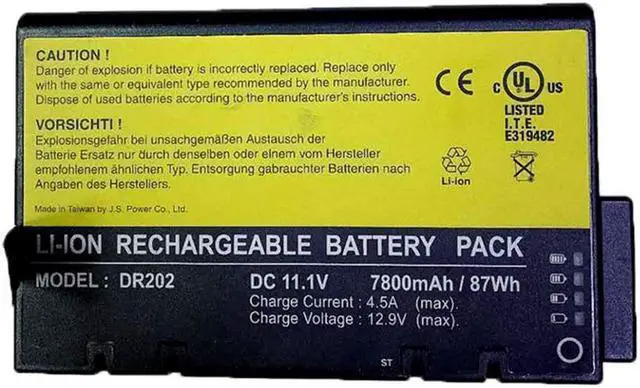 CAUTION !
Danger of explosion if battery is incorrectly replaced. Replace only
with the same or equivalent type recommended by the manufacturer.
Dispose of used batteries according to the manufacturer's instructions.
VORSICHTI !
Explosionsgefähr bei unsachgemäßen Austausch der
Batterie Ersatz nur durch denselben oder einem vom Hersteller
empfohlenem ähnlichen Typ. Entsorgung gabrauchter Batterien nach
Angaben des Herstellers.
Made in Taiwan by J.S. Power Co., Ltd.
CE
C UL US
LISTED
I.T.E.
E319482
Li-ion
LI-ION RECHARGEABLE BATTERY PACK
MODEL : DR202
DC 11.1V 7800mAh / 87Wh
Charge Current : 4.5A (max).
Charge Voltage : 12.9V (max).
ST